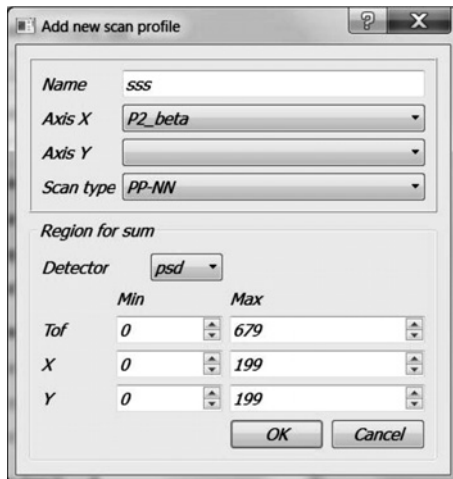 Add new scan profile
Name sss
Axis X P2_beta
Axis Y
Scan type PP-NN
Region for sum
Detector psd
Min Max
Tof 0 679
X 0 199
Y 0 199
OK Cancel